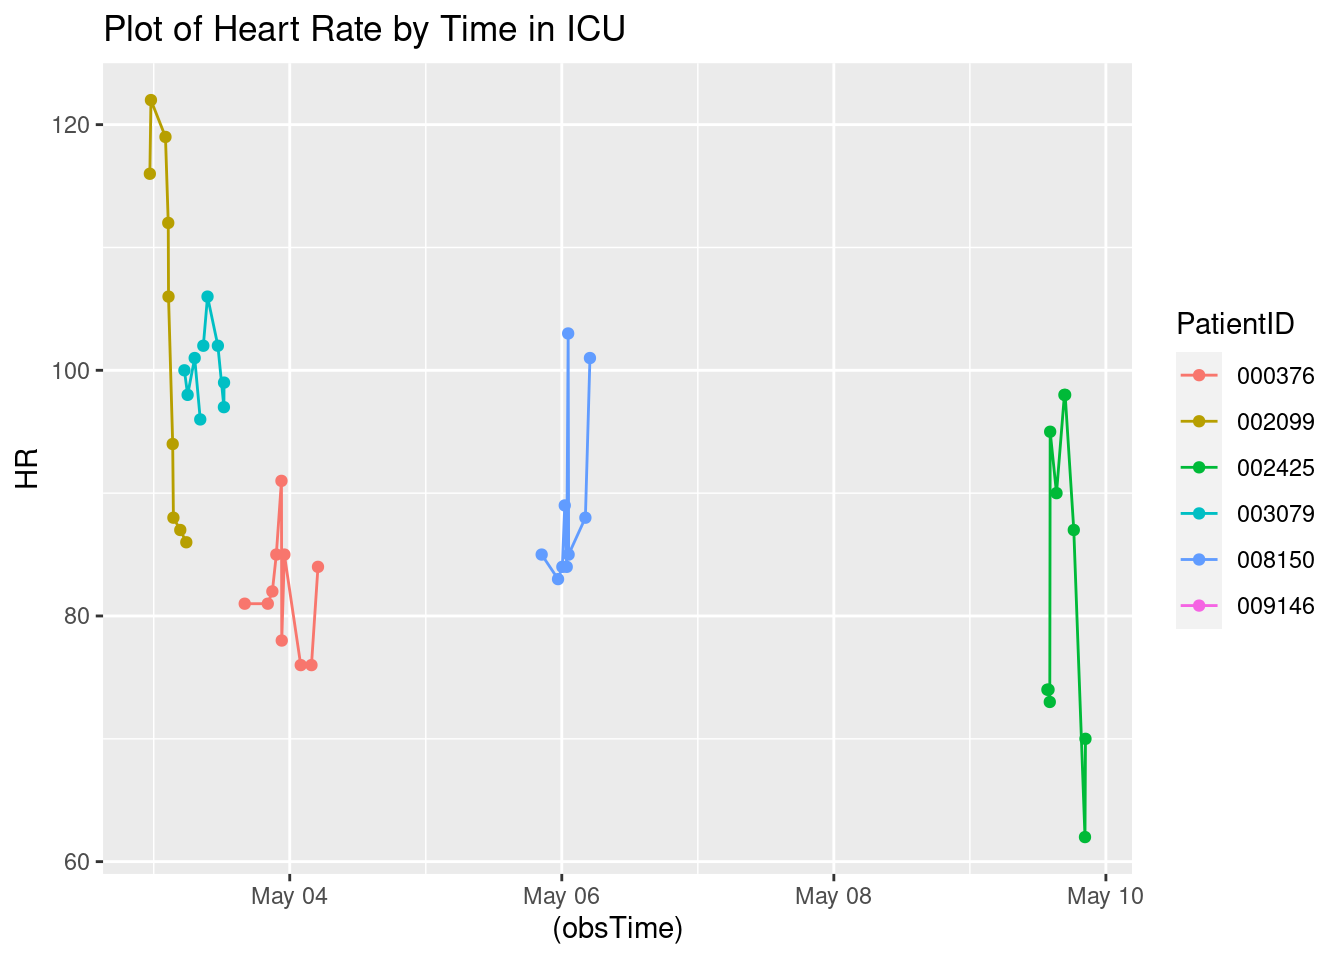 Plot of Heart Rate by Time in ICU
120
100
80
60
HR
May 04
May 06
May 08
May 10
(obsTime)
PatientID
000376
002099
002425
003079
008150
009146